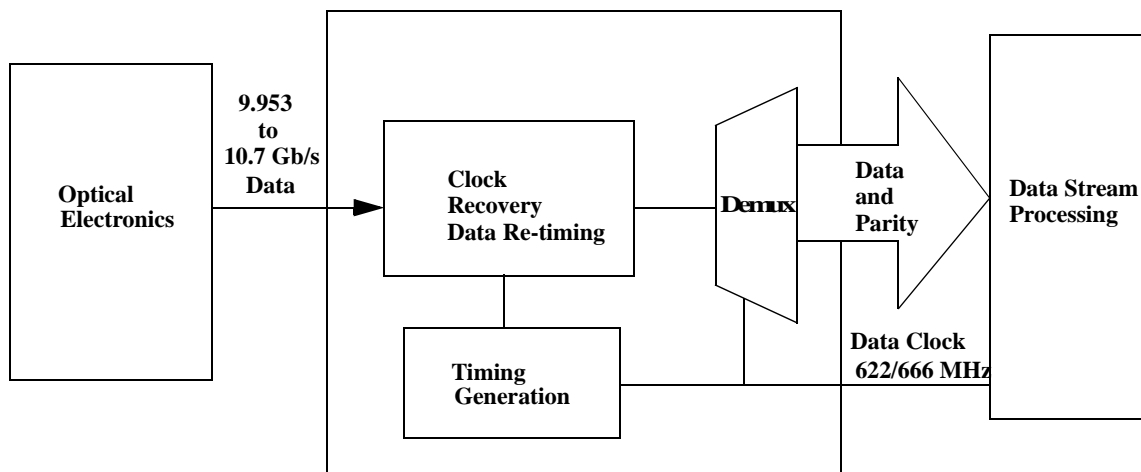 Optical
Electronics
9.953
to
10.7 Gb/s
Data
Clock
Recovery
Data Re-timing
Timing
Generation
Demux
Data
and
Parity
Data Clock
622/666 MHz
Data Stream
Processing